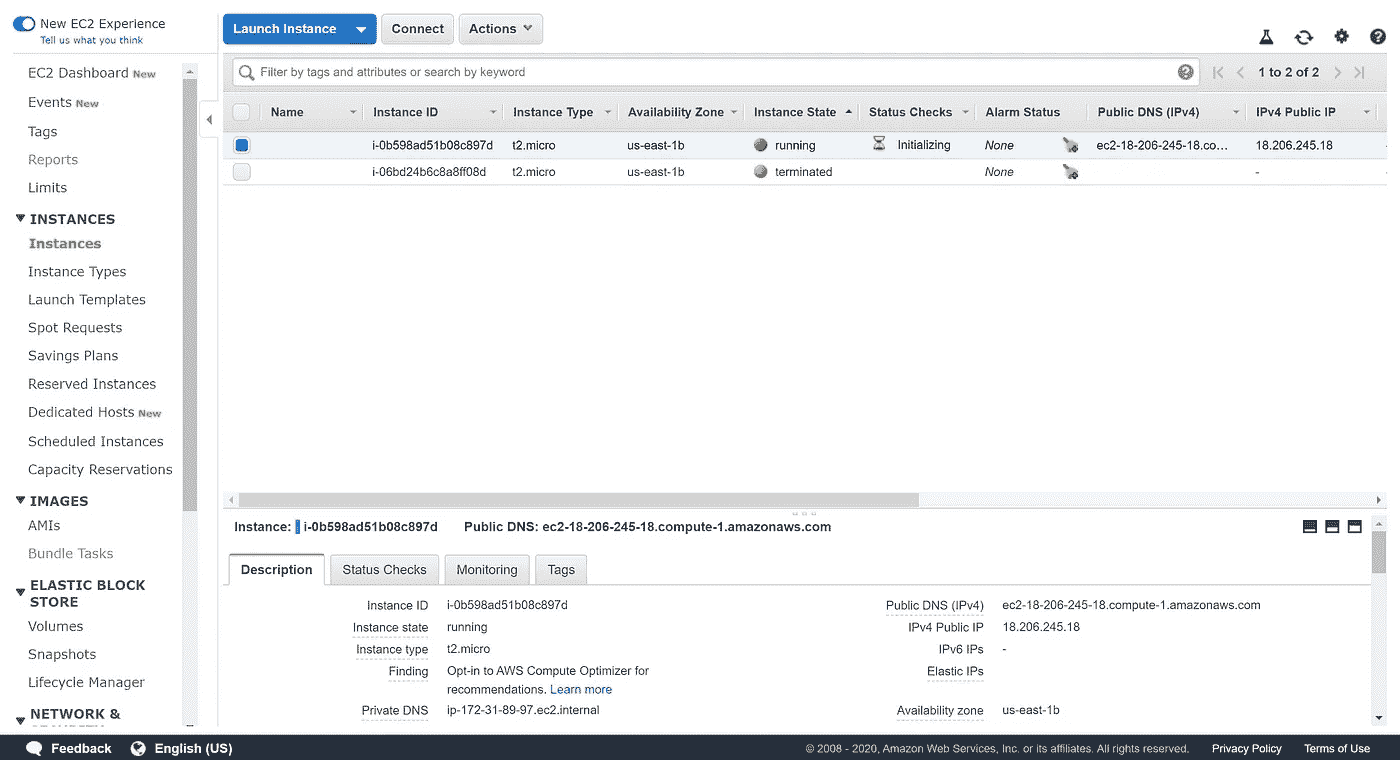 New EC2 Experience
Tell us what you think
EC2 Dashboard New
Events New
Tags
Reports
Limits
INSTANCES
Instances
Instance Types
Launch Templates
Spot Requests
Savings Plans
Reserved Instances
Dedicated Hosts New
Scheduled Instances
Capacity Reservations
IMAGES
AMIs
Bundle Tasks
ELASTIC BLOCK
STORE
Volumes
Snapshots
Lifecycle Manager
NETWORK &
Launch Instance Connect Actions
Filter by tags and attributes or search by keyword
1 to 2 of 2
Name Instance ID Instance Type Availability Zone Instance State Status Checks Alarm Status Public DNS (IPv4) IPv4 Public IP
i-0b598ad51b08c897d t2.micro us-east-1b running Initializing None ec2-18-206-245-18.co... 18.206.245.18 -
i-06bd24b6c8a8ff08d t2.micro us-east-1b terminated None - -
Instance: i-0b598ad51b08c897d Public DNS: ec2-18-206-245-18.compute-1.amazonaws.com
Description Status Checks Monitoring Tags
Instance ID i-0b598ad51b08c897d Public DNS (IPv4) ec2-18-206-245-18.compute-1.amazonaws.com
Instance state running IPv4 Public IP 18.206.245.18
Instance type t2.micro IPv6 IPs -
Finding Opt-in to AWS Compute Optimizer for Elastic IPs
recommendations. Learn more
Private DNS ip-172-31-89-97.ec2.internal Availability zone us-east-1b
Feedback English (US) © 2008 - 2020, Amazon Web Services, Inc. or its affiliates. All rights reserved. Privacy Policy Terms of Use